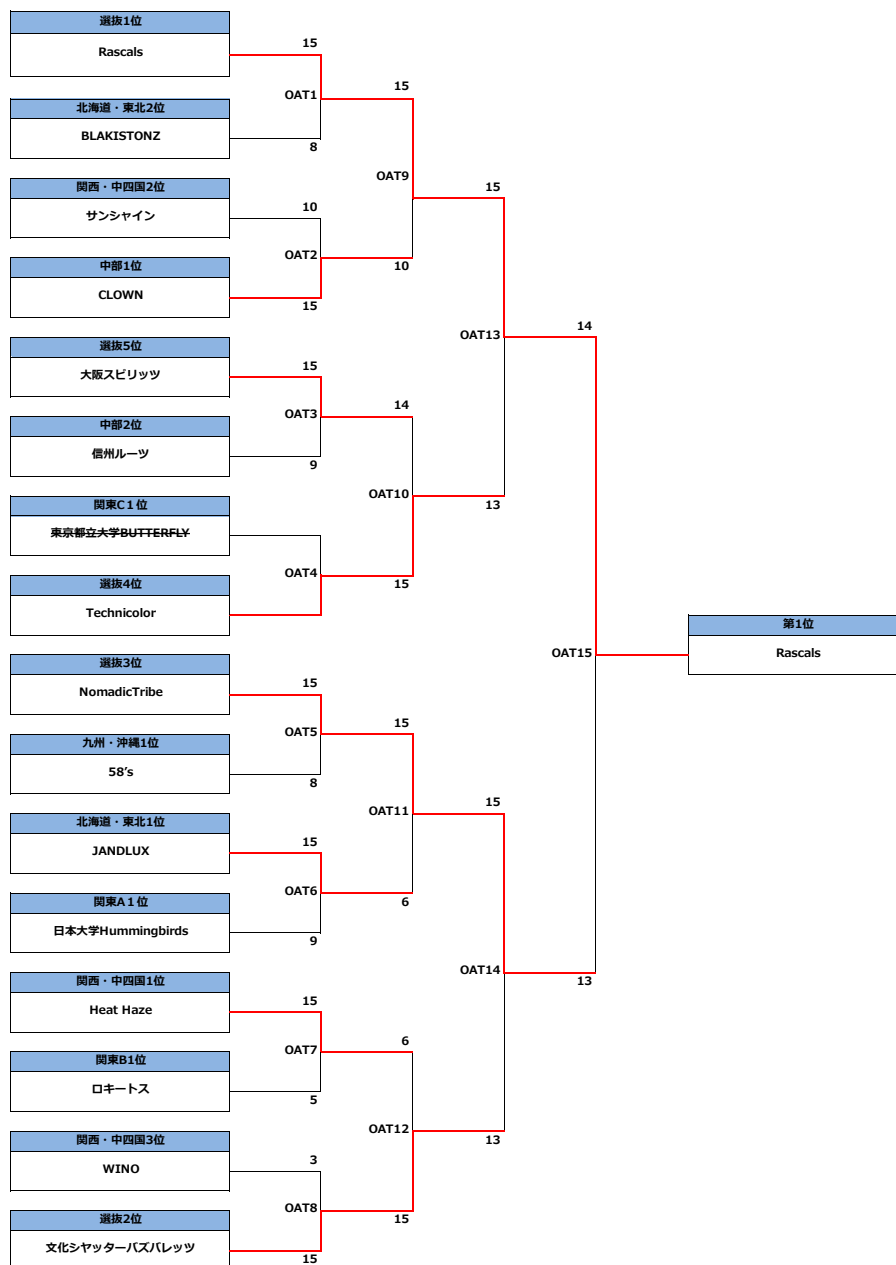 選抜1位
Rascals
15
OAT1
15
北海道・東北2位
BLAKISTONZ
8
OAT9
関西・中四国2位
サンシャイン
10
15
OAT2
10
中部1位
CLOWN
15
OAT13
14
選抜5位
大阪スピリッツ
15
OAT3
14
中部2位
信州ルーツ
9
OAT10
13
関東C1位
東京都立大学BUTTERFLY
OAT4
15
選抜4位
Technicolor
第1位
Rascals
OAT15
選抜3位
NomadicTribe
15
OAT5
15
九州・沖縄1位
58's
8
OAT11
15
北海道・東北1位
JANDLUX
15
OAT6
6
関東A1位
日本大学Hummingbirds
9
OAT14
13
関西・中四国1位
Heat Haze
15
OAT7
6
関東B1位
ロキートス
5
OAT12
13
関西・中四国3位
WINO
3
OAT8
15
選抜2位
文化シヤッターバズバレッツ
15